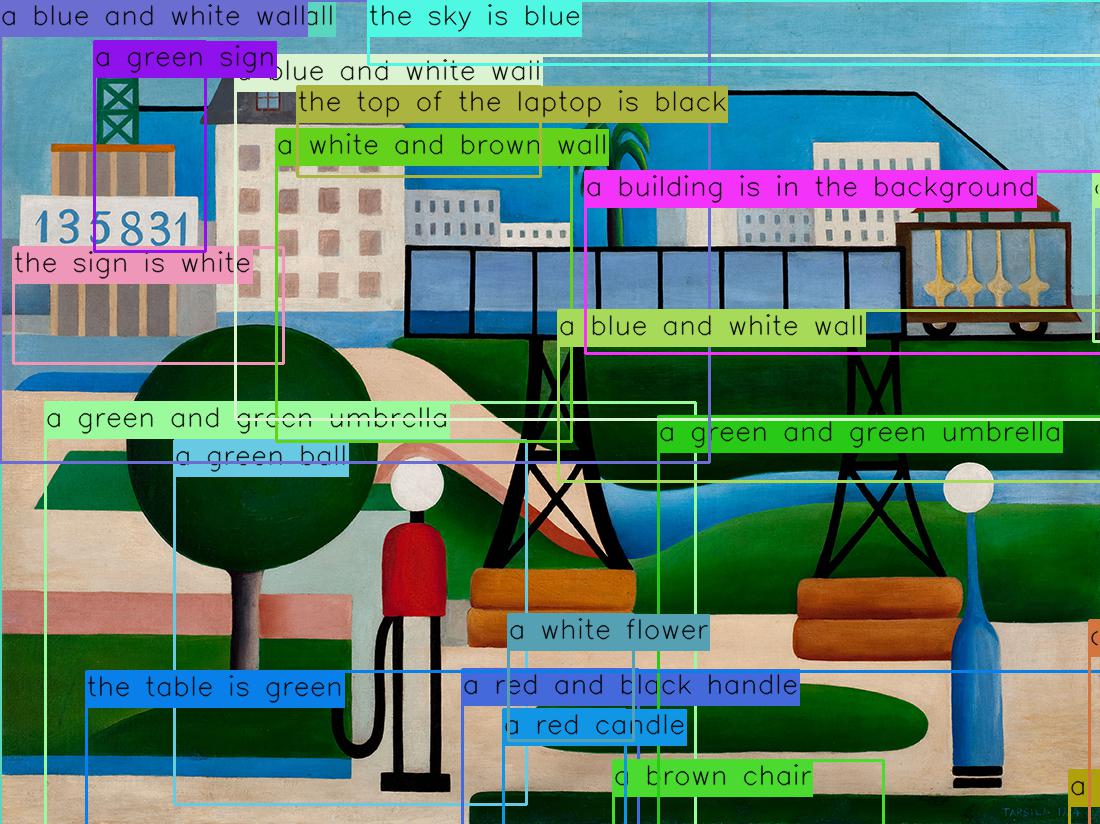 a blue and white wall
all
the sky is blue
a green sign
a blue and white wall
the top of the laptop is black
a white and brown wall
a building is in the background
135831
the sign is white
a blue and white wall
a green and green umbrella
a green and green umbrella
a green ball
a white flower
the table is green
a red and black handle
a red candle
a brown chair
a
TARSILA